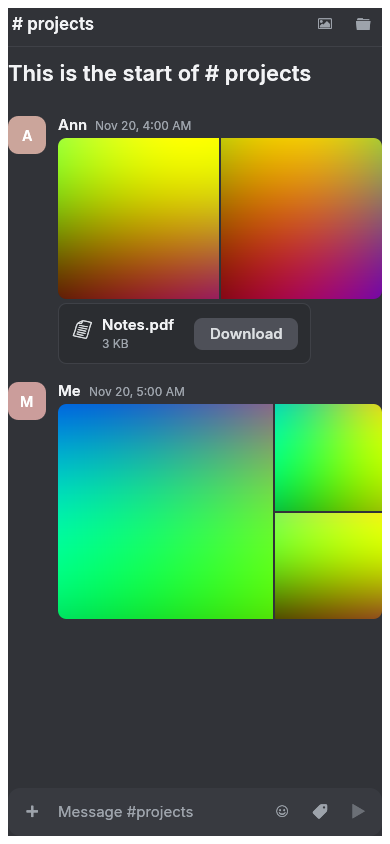 # projects
This is the start of # projects
A
Ann Nov 20, 4:00 AM
Notes.pdf
3 KB
Download
M
Me Nov 20, 5:00 AM
Message #projects